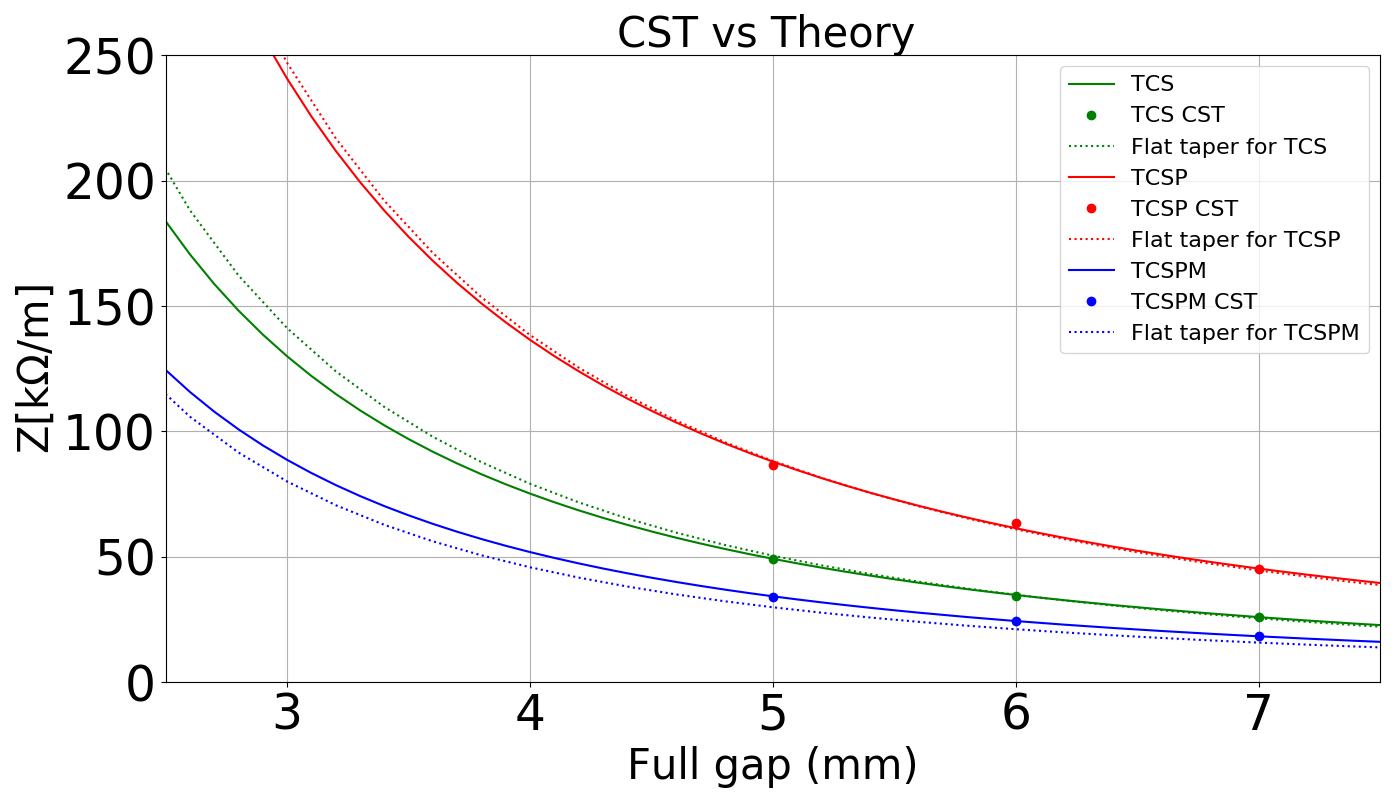 CST vs Theory
250
200
150
100
50
0
Z[kΩ/m]
TCS
TCS CST
Flat taper for TCS
TCSP
TCSP CST
Flat taper for TCSP
TCSPM
TCSPM CST
Flat taper for TCSPM
3 4 5 6 7
Full gap (mm)